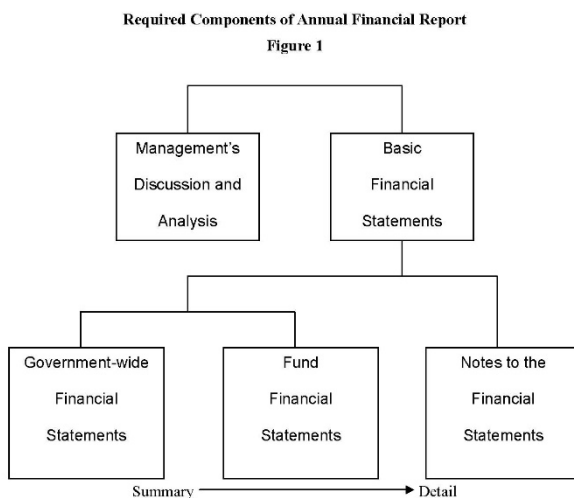 Required Components of Annual Financial Report
Figure 1
Management's
Discussion and
Analysis
Basic
Financial
Statements
Government-wide
Financial
Statements
Fund
Financial
Statements
Notes to the
Financial
Statements
Summary
Detail